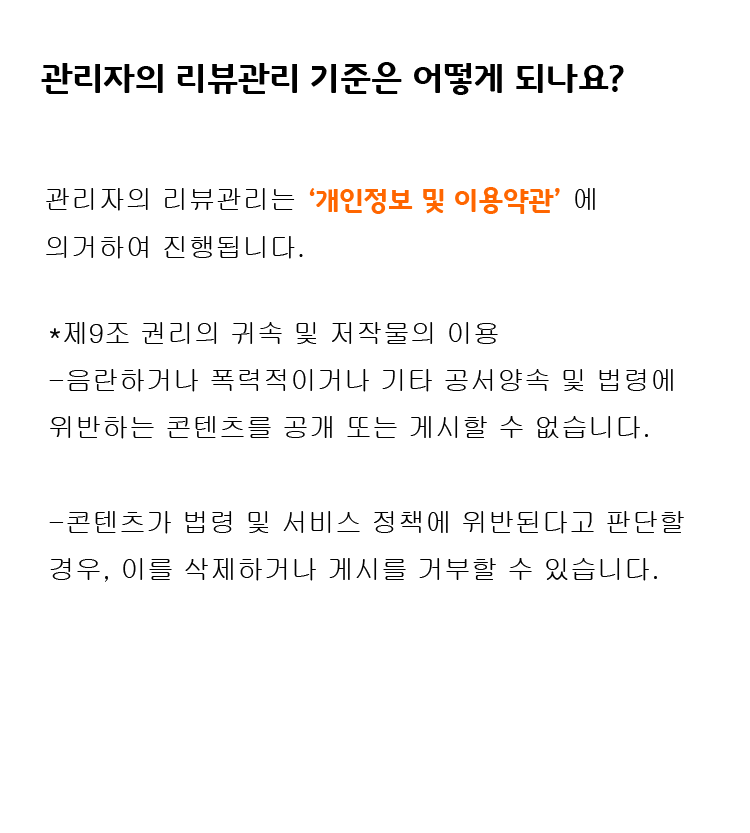 관리자의 리뷰관리 기준은 어떻게 되나요?
관리자의 리뷰관리는 ‘개인정보 및 이용약관’ 에
의거하여 진행됩니다.
*제9조 권리의 귀속 및 저작물의 이용
-음란하거나 폭력적이거나 기타 공서양속 및 법령에
위반하는 콘텐츠를 공개 또는 게시할 수 없습니다.
-콘텐츠가 법령 및 서비스 정책에 위반된다고 판단할
경우, 이를 삭제하거나 게시를 거부할 수 있습니다.